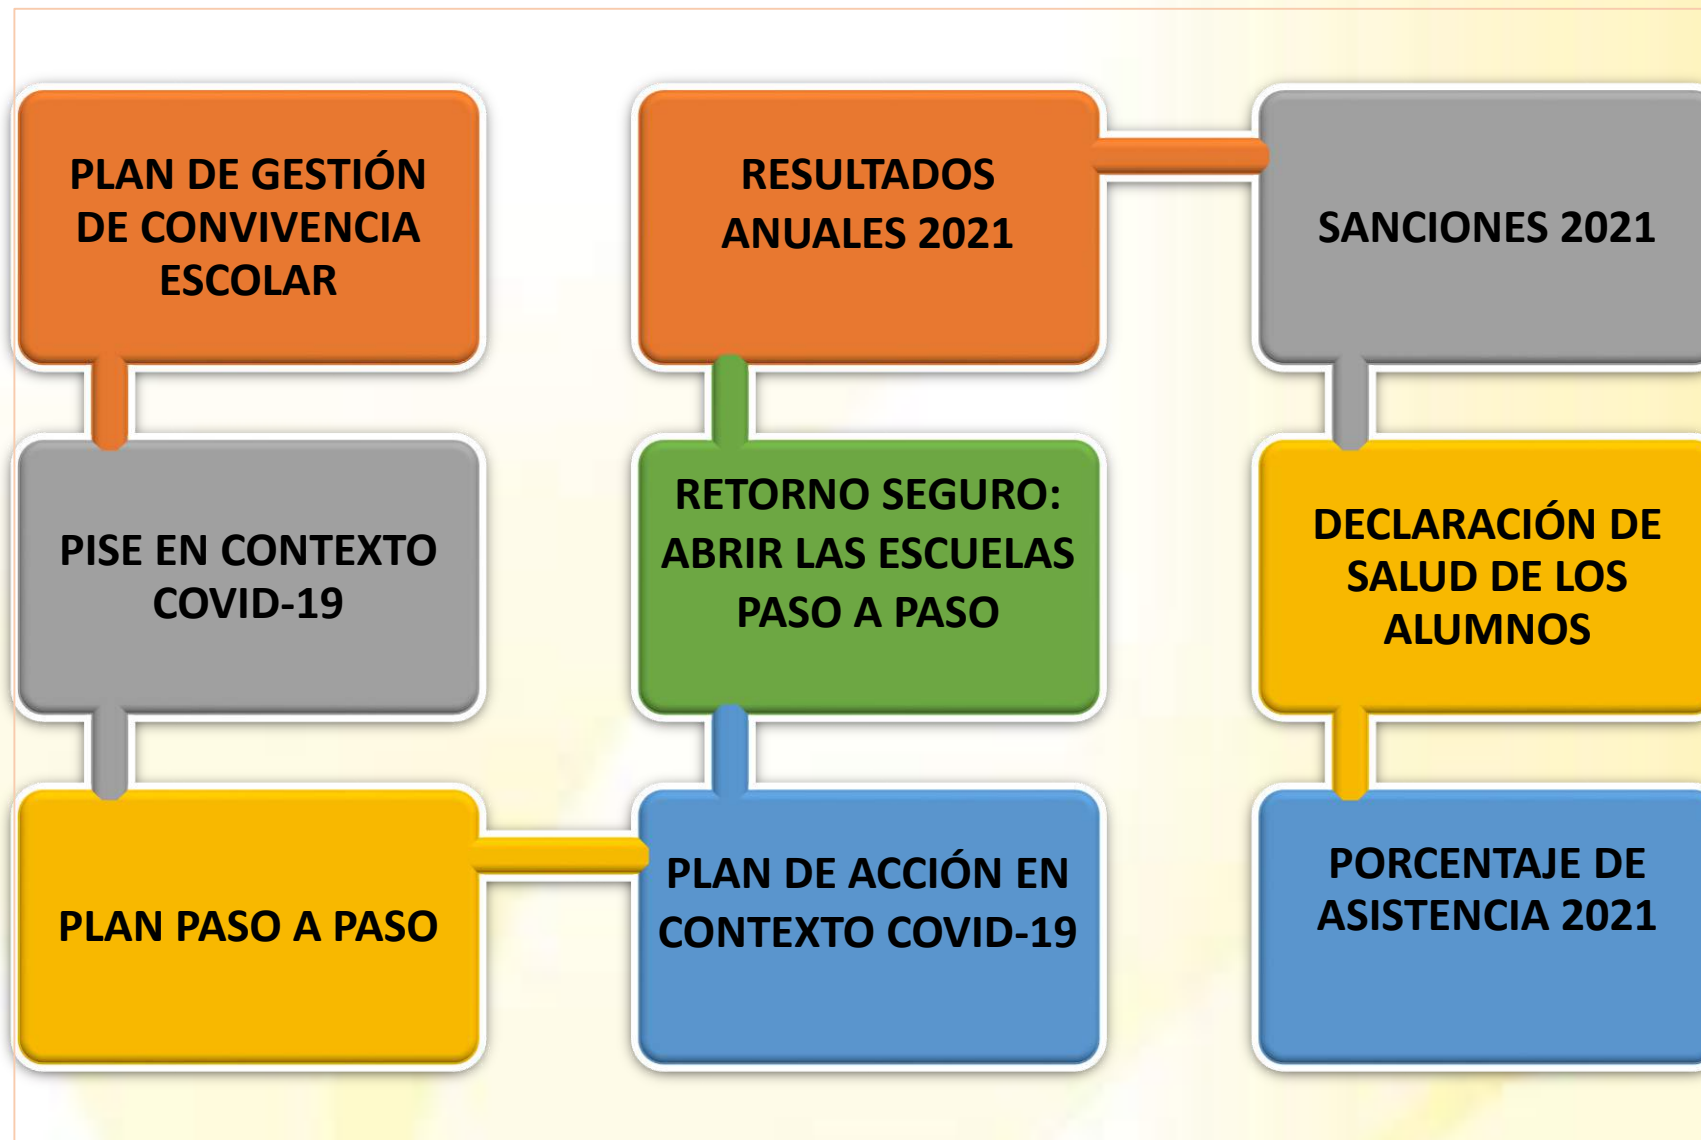 PLAN DE GESTIÓN
DE CONVIVENCIA
ESCOLAR
PISE EN CONTEXTO
COVID-19
PLAN PASO A PASO
PLAN DE ACCIÓN EN
CONTEXTO COVID-19
RETORNO SEGURO:
ABRIR LAS ESCUELAS
PASO A PASO
RESULTADOS
ANUALES 2021
SANCIONES 2021
DECLARACIÓN DE
SALUD DE LOS
ALUMNOS
PORCENTAJE DE
ASISTENCIA 2021